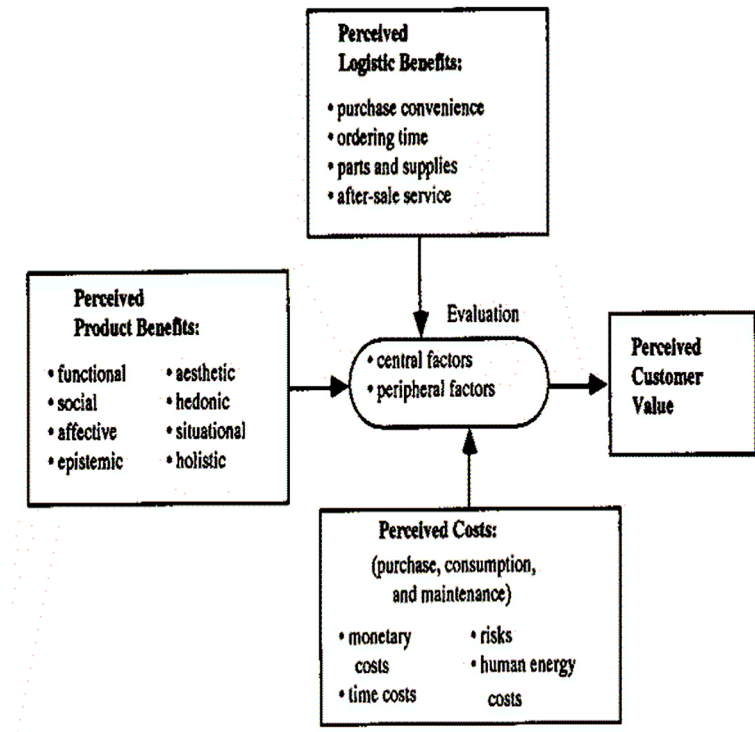 Perceived
Logistic Benefits:
• purchase convenience
• ordering time
• parts and supplies
• after-sale service
Perceived
Product Benefits:
• functional
• social
• affective
• epistemic
• aesthetic
• hedonic
• situational
• holistic
Evaluation
• central factors
• peripheral factors
Perceived
Customer
Value
Perceived Costs:
(purchase, consumption,
and maintenance)
• monetary
costs
• time costs
• risks
• human energy
costs